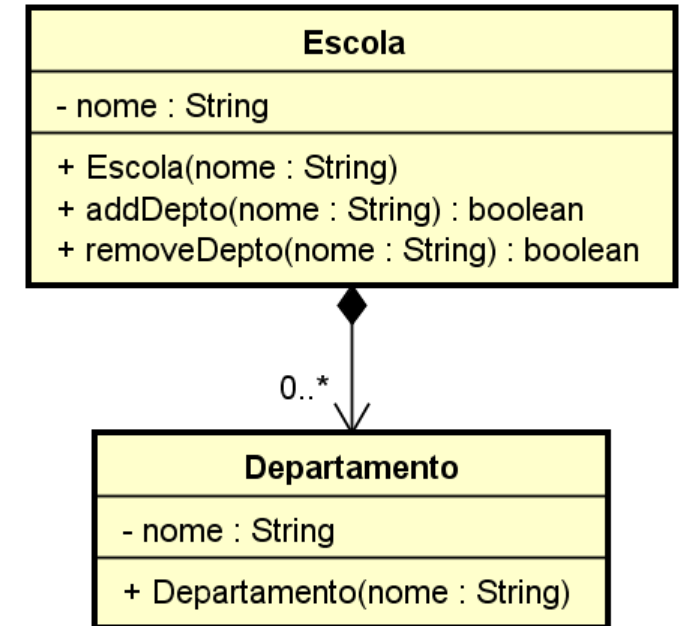 Escola
- nome : String
+ Escola(nome : String)
+ addDepto(nome : String) : boolean
+ removeDepto(nome : String) : boolean
0..*
Departamento
- nome : String
+ Departamento(nome : String)